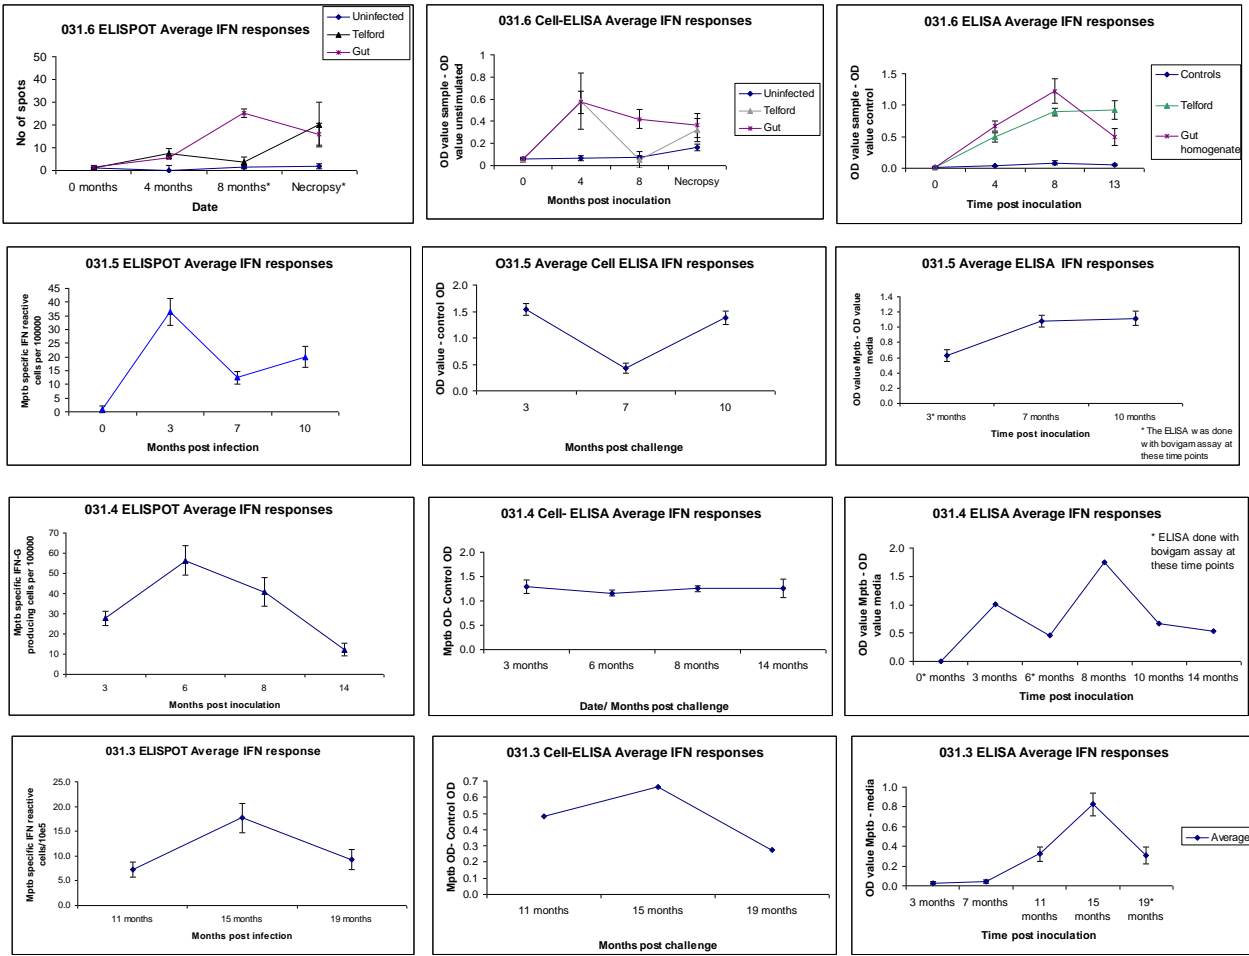 031.6 ELISPOT Average IFN responses
Uninfected
Telford
Gut
No of spots
50
40
30
20
10
0
0 months
4 months
8 months*
Necropsy*
Date
031.6 Cell-ELISA Average IFN responses
OD value sample - OD
value unstimulated
1
0.8
0.6
0.4
0.2
0
0
4
8
Necropsy
Months post inoculation
Uninfected
Telford
Gut
031.6 ELISA Average IFN responses
OD value sample - OD
value control
1.5
1.0
0.5
0.0
0
4
8
13
Time post inoculation
Controls
Telford
Gut
homogenate
031.5 ELISPOT Average IFN responses
Mptb specific IFN reactive
cells per 100000
45
40
35
30
25
20
15
10
5
0
0
3
7
10
Months post infection
O31.5 Average Cell ELISA IFN responses
OD value - control OD
2.0
1.5
1.0
0.5
0.0
3
7
10
Months post challenge
031.5 Average ELISA IFN responses
OD value Mptb - OD value
media
1.4
1.2
1.0
0.8
0.6
0.4
0.2
0.0
3* months
7 months
10 months
Time post inoculation
* The ELISA was done
with bovigam assay at
these time points
031.4 ELISPOT Average IFN responses
Mptb specific IFN-G
producing cells per 100000
70
60
50
40
30
20
10
0
3
6
8
14
Months post inoculation
031.4 Cell- ELISA Average IFN responses
Mptb OD- Control OD
2.0
1.5
1.0
0.5
0.0
3 months
6 months
8 months
14 months
Date/ Months post challenge
031.4 ELISA Average IFN responses
* ELISA done with
bovigam assay at
these time points
OD value Mptb - OD
value media
2.0
1.5
1.0
0.5
0.0
0* months
3 months
6* months
8 months
10 months
14 months
Time post inoculation
031.3 ELISPOT Average IFN response
Mptb specific IFN reactive
cells/10e5
25.0
20.0
15.0
10.0
5.0
0.0
11 months
15 months
19 months
Months post infection
031.3 Cell-ELISA Average IFN responses
Mptb OD- Control OD
0.7
0.6
0.5
0.4
0.3
0.2
0.1
0.0
11 months
15 months
19 months
Months post challenge
031.3 ELISA Average IFN responses
OD value Mptb - media
1.0
0.8
0.6
0.4
0.2
0.0
3 months
7 months
11
months
15
months
19*
months
Time post inoculation
Average